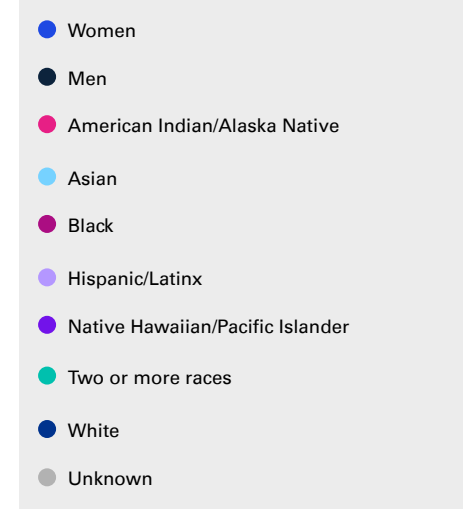 Women
Men
American Indian/Alaska Native
Asian
Black
Hispanic/Latinx
Native Hawaiian/Pacific Islander
Two or more races
White
Unknown